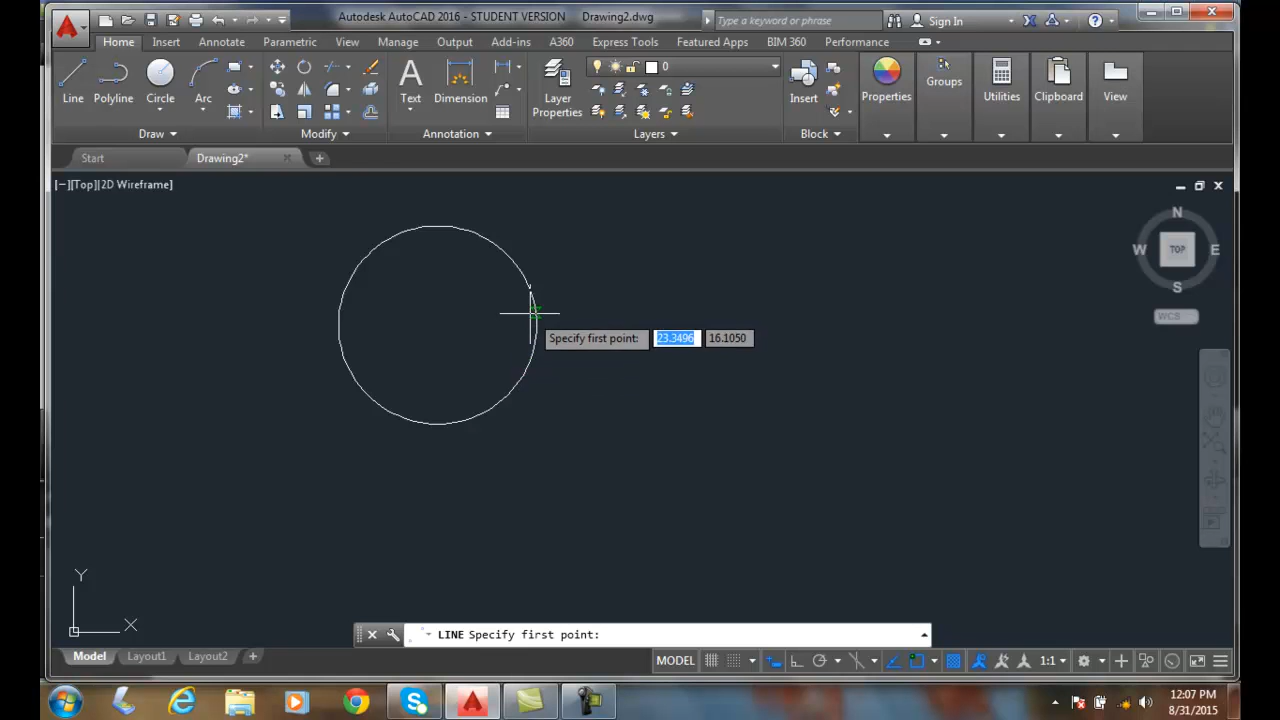 Autodesk AutoCAD 2016 - STUDENT VERSION Drawing2.dwg Type a keyword or phrase Sign In
Home Insert Annotate Parametric View Manage Output Add-ins A360 Express Tools Featured Apps BIM 360 Performance
0
Line Polyline Circle Arc Text Dimension Layer Properties Insert Properties Groups Utilities Clipboard View
Draw Modify Annotation Layers Block
Start Drawing2* +
[−][Top][2D Wireframe]
N
W TOP E
S
WCS
Specify first point: 23.3496 16.1050
Y
X
LINE Specify first point:
Model Layout1 Layout2 + MODEL 1:1
12:07 PM
8/31/2015